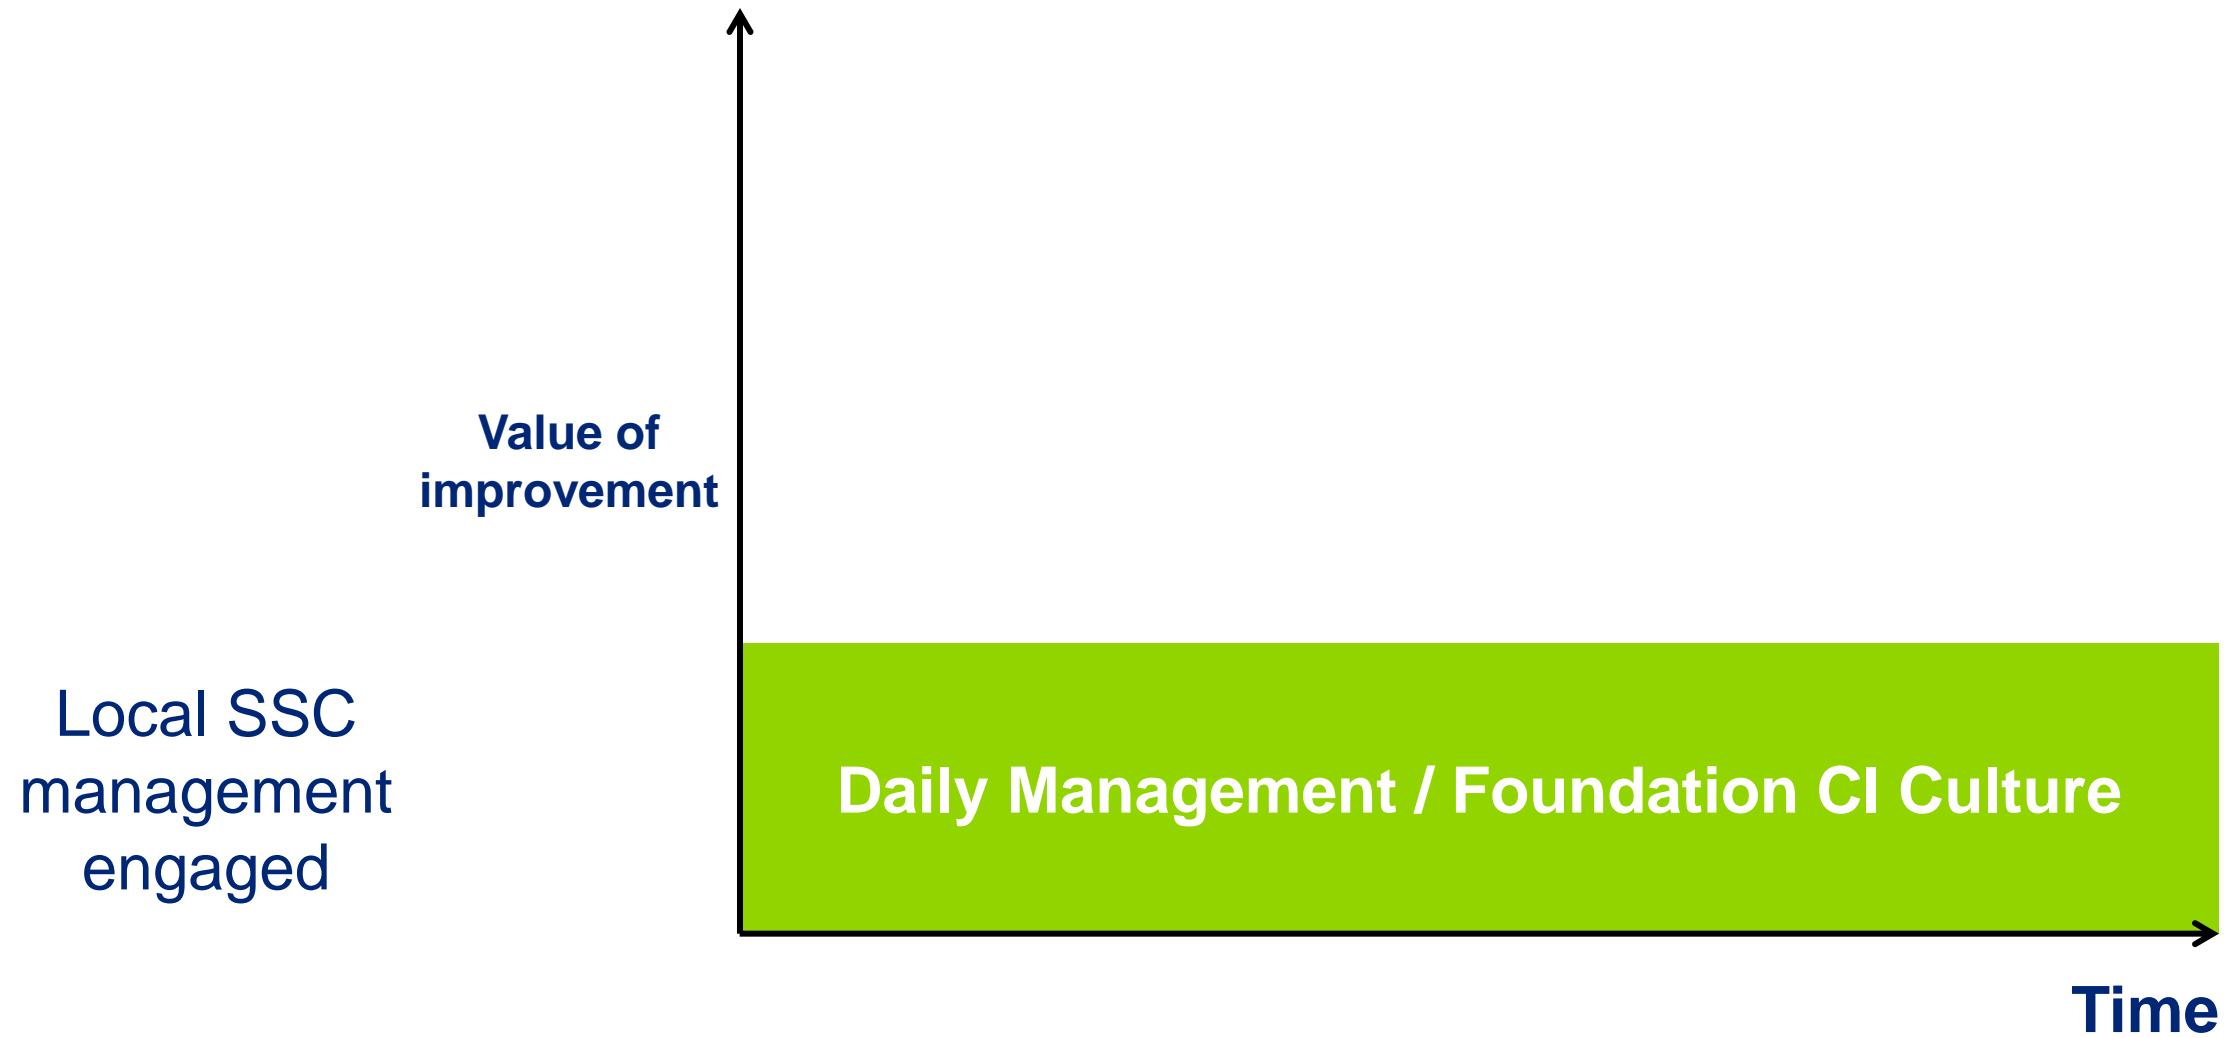 Value of
improvement
Local SSC
management
engaged
Daily Management / Foundation CI Culture
Time